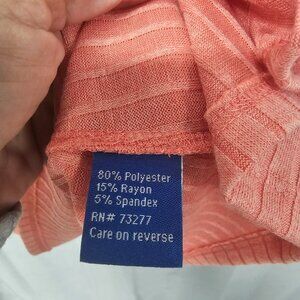 80% Polyester
15% Rayon
5% Spandex
RN# 73277
Care on reverse